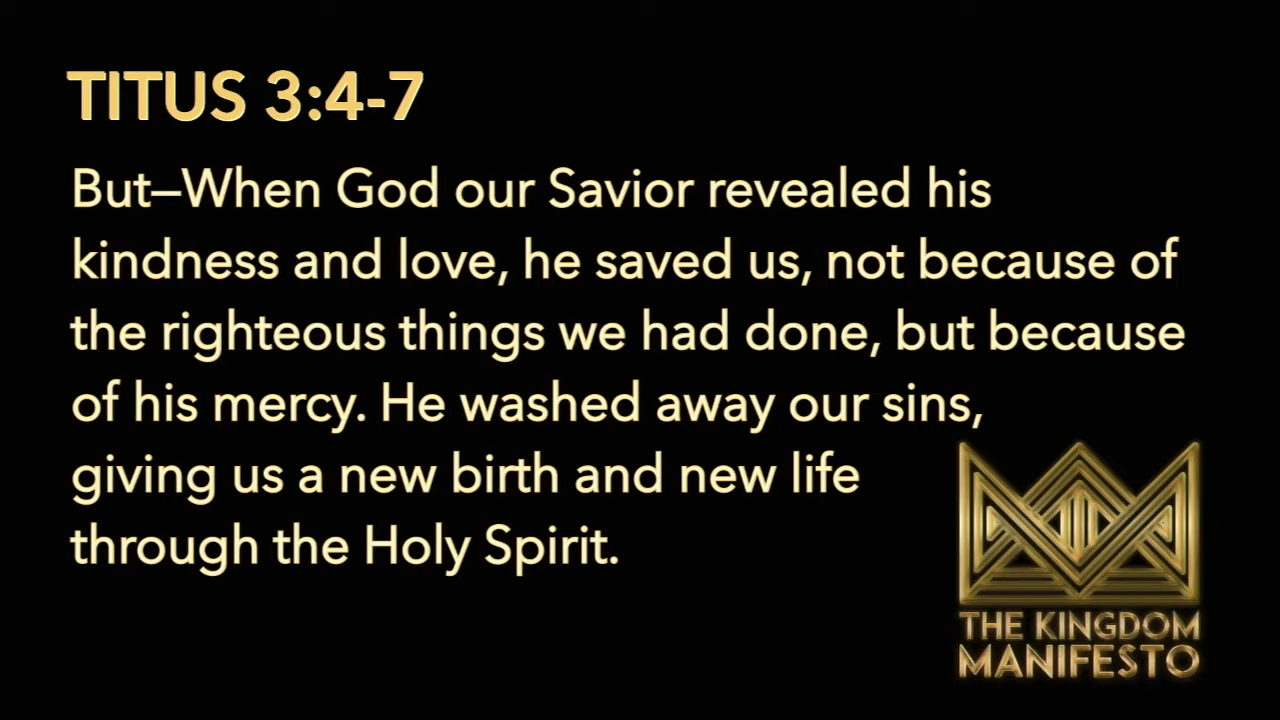 TITUS 3:4-7
But—When God our Savior revealed his
kindness and love, he saved us, not because of
the righteous things we had done, but because
of his mercy. He washed away our sins,
giving us a new birth and new life
through the Holy Spirit.
THE KINGDOM
MANIFESTO